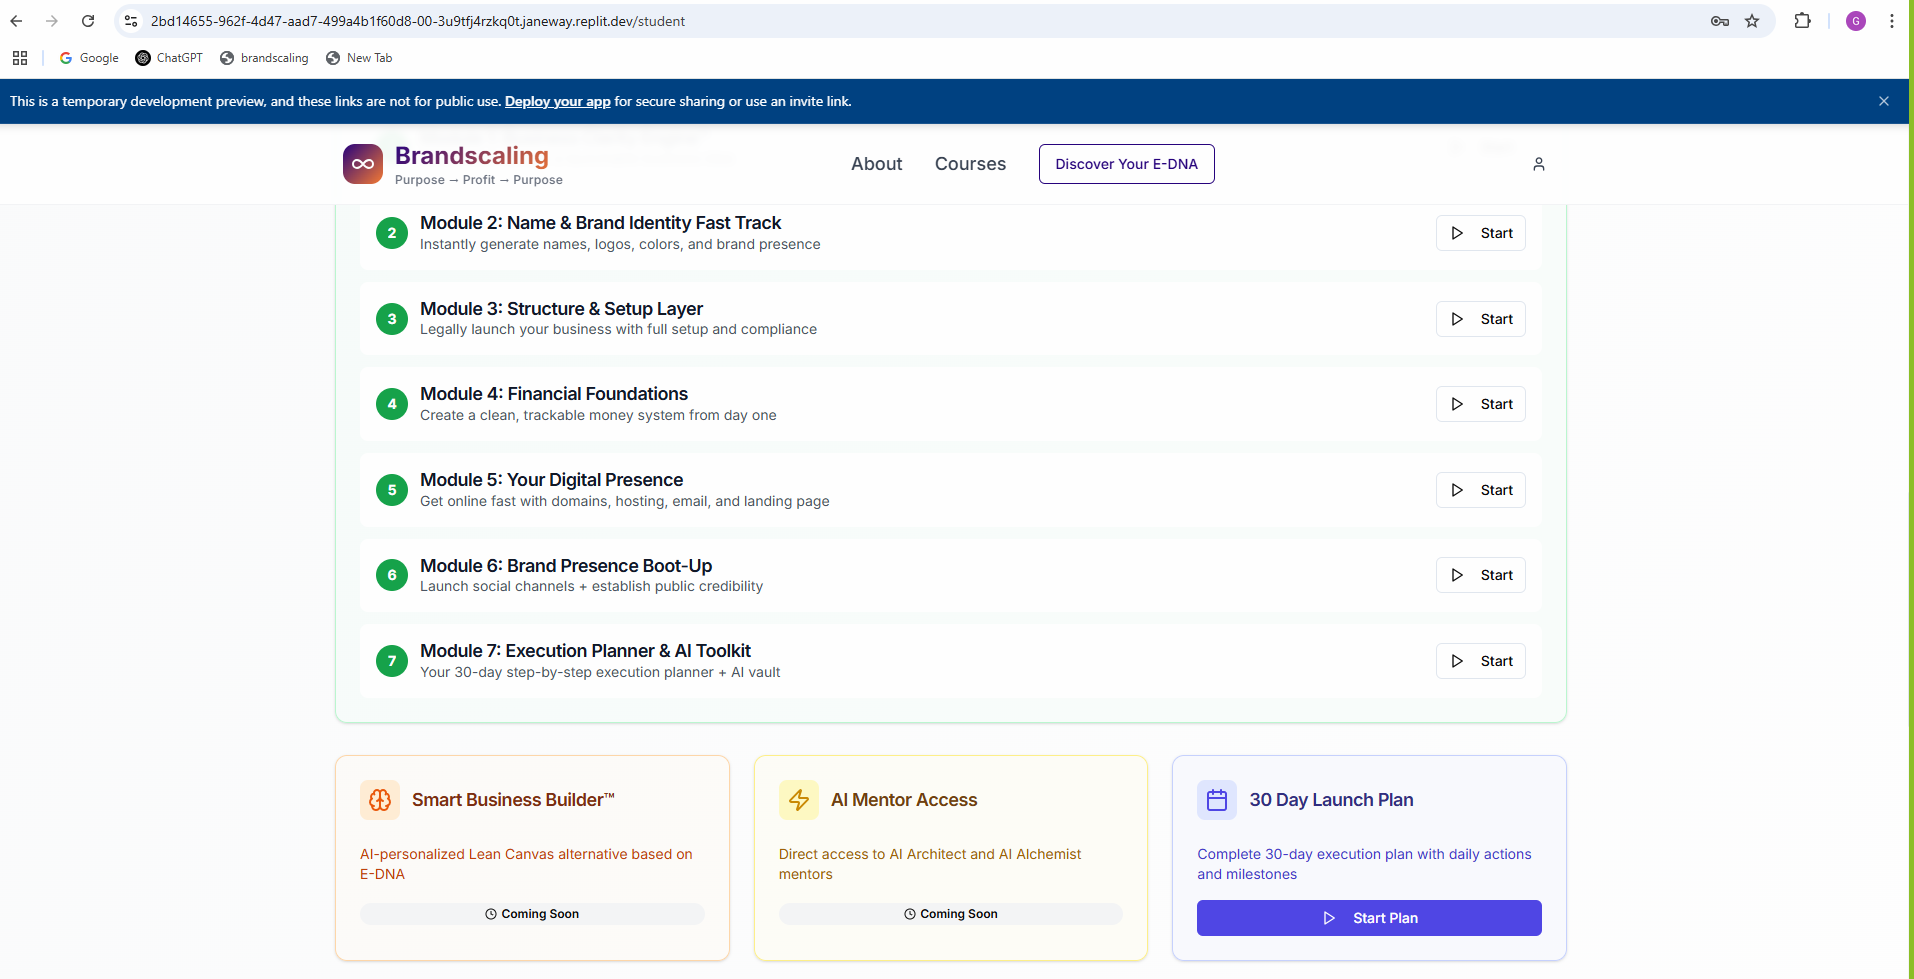 2bd14655-962f-4d47-aad7-499a4b1f60d8-00-3u9tfj4rzkq0t.janeway.replit.dev/student
G
Google
ChatGPT
brandscaling
New Tab
This is a temporary development preview, and these links are not for public use. Deploy your app for secure sharing or use an invite link.
Brandscaling
Purpose → Profit → Purpose
About
Courses
Discover Your E-DNA
2
Module 2: Name & Brand Identity Fast Track
Instantly generate names, logos, colors, and brand presence
Start
3
Module 3: Structure & Setup Layer
Legally launch your business with full setup and compliance
Start
4
Module 4: Financial Foundations
Create a clean, trackable money system from day one
Start
5
Module 5: Your Digital Presence
Get online fast with domains, hosting, email, and landing page
Start
6
Module 6: Brand Presence Boot-Up
Launch social channels + establish public credibility
Start
7
Module 7: Execution Planner & AI Toolkit
Your 30-day step-by-step execution planner + AI vault
Start
Smart Business Builder™
AI-personalized Lean Canvas alternative based on
E-DNA
Coming Soon
AI Mentor Access
Direct access to AI Architect and AI Alchemist
mentors
Coming Soon
30 Day Launch Plan
Complete 30-day execution plan with daily actions
and milestones
Start Plan